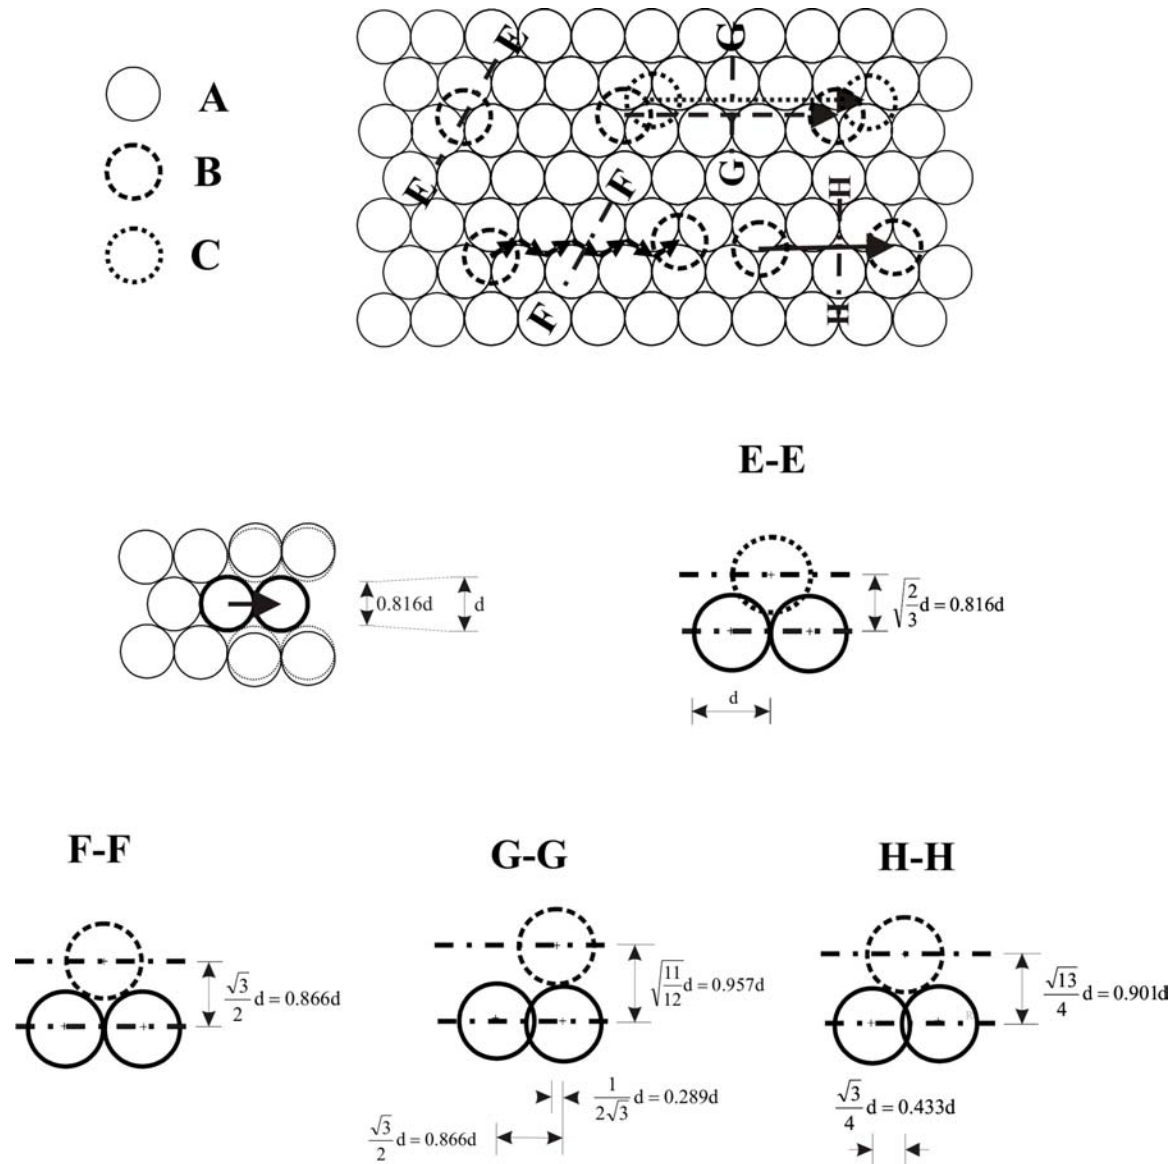 E
G
A
B
C
E
G
F
H
F
H
E-E
0.816d
d
√2/3 d = 0.816d
d
F-F
G-G
H-H
√3/2 d = 0.866d
√11/12 d = 0.957d
√13/4 d = 0.901d
1/2√3 d = 0.289d
√3/2 d = 0.866d
√3/4 d = 0.433d